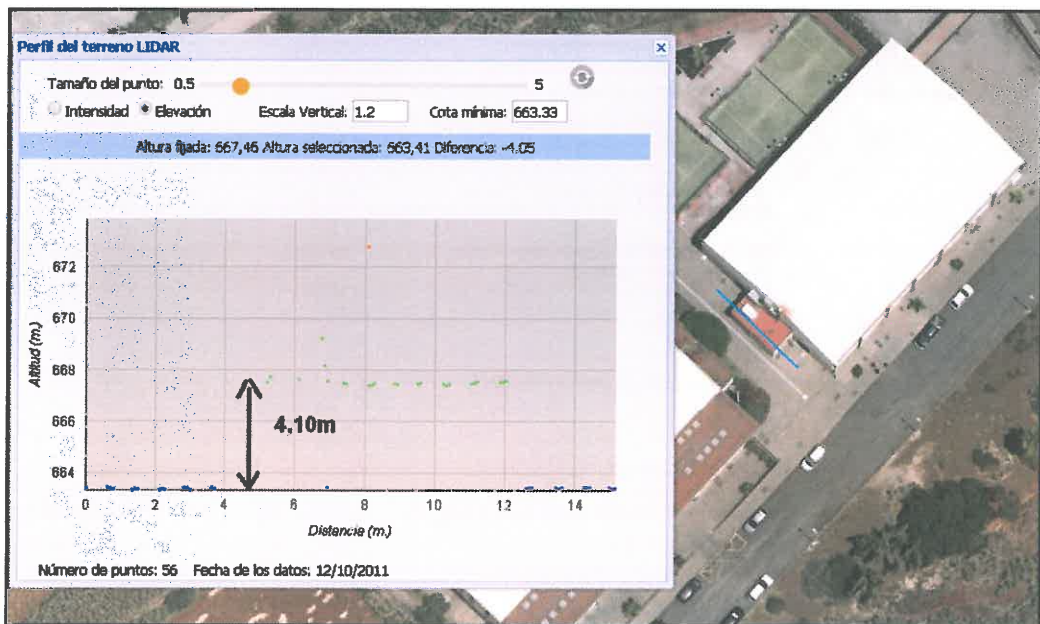 Perfil del terreno LIDAR
Tamaño del punto: 0.5 5
Intensidad Elevación Escala Vertical: 1.2 Cota mínima: 663.33
Altura fijada: 667,46 Altura seleccionada: 663,41 Diferencia: -4.05
672
670
668
666
664
Altitud (m.)
4,10m
0 2 4 6 8 10 12 14
Distancia (m.)
Número de puntos: 56 Fecha de los datos: 12/10/2011